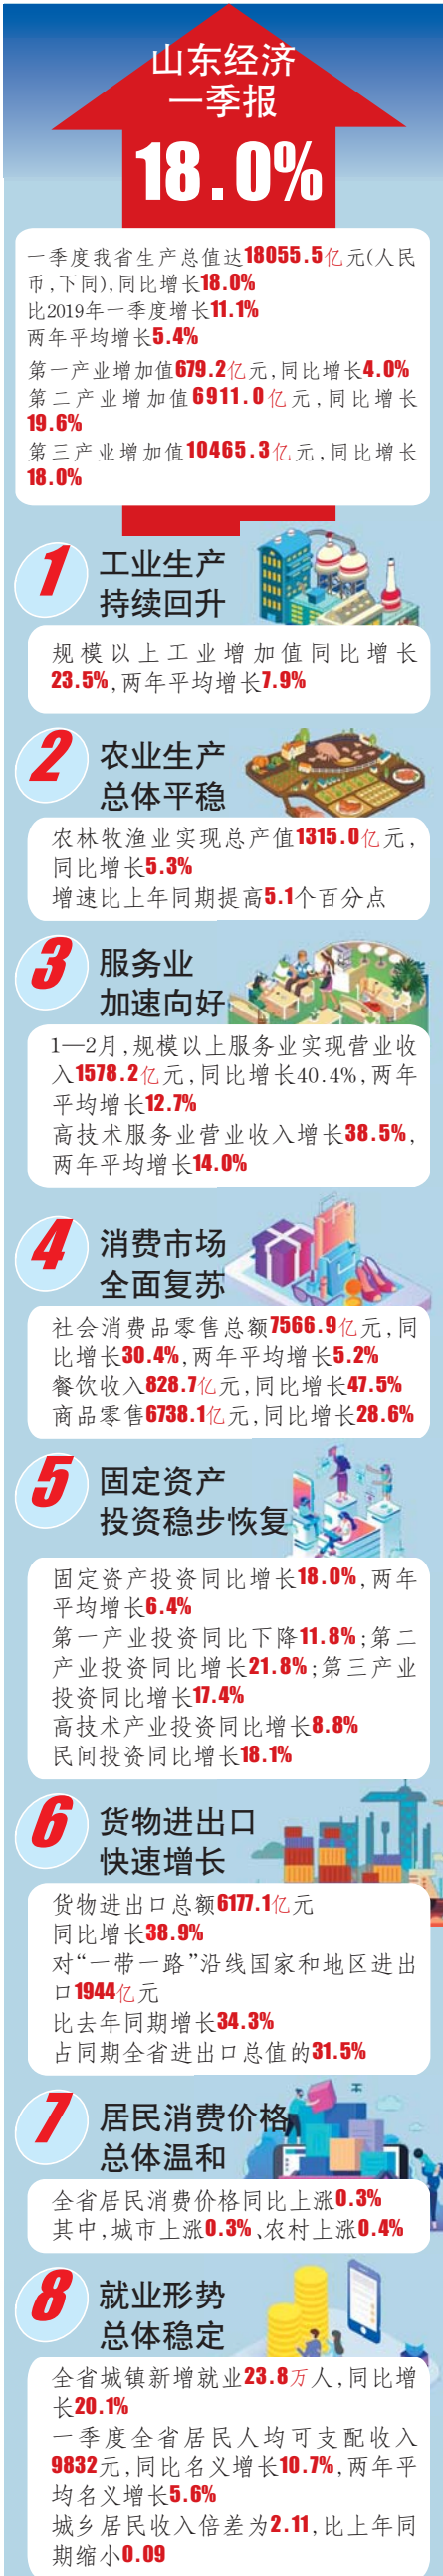 山东经济
一季报
18.0%
一季度我省生产总值达18055.5亿元(人民
币,下同),同比增长18.0%
比2019年一季度增长11.1%
两年平均增长5.4%
第一产业增加值679.2亿元,同比增长4.0%
第二产业增加值6911.0亿元,同比增长
19.6%
第三产业增加值10465.3亿元,同比增长
18.0%
1 工业生产
持续回升
规模以上工业增加值同比增长
23.5%,两年平均增长7.9%
2 农业生产
总体平稳
农林牧渔业实现总产值1315.0亿元,
同比增长5.3%
增速比上年同期提高5.1个百分点
3 服务业
加速向好
1—2月,规模以上服务业实现营业收
入1578.2亿元,同比增长40.4%,两年
平均增长12.7%
高技术服务业营业收入增长38.5%,
两年平均增长14.0%
4 消费市场
全面复苏
社会消费品零售总额7566.9亿元,同
比增长30.4%,两年平均增长5.2%
餐饮收入828.7亿元,同比增长47.5%
商品零售6738.1亿元,同比增长28.6%
5 固定资产
投资稳步恢复
固定资产投资同比增长18.0%,两年
平均增长6.4%
第一产业投资同比下降11.8%;第二
产业投资同比增长21.8%;第三产业
投资同比增长17.4%
高技术产业投资同比增长8.8%
民间投资同比增长18.1%
6 货物进出口
快速增长
货物进出口总额6177.1亿元
同比增长38.9%
对“一带一路”沿线国家和地区进出
口1944亿元
比去年同期增长34.3%
占同期全省进出口总值的31.5%
7 居民消费价格
总体温和
全省居民消费价格同比上涨0.3%
其中,城市上涨0.3%、农村上涨0.4%
8 就业形势
总体稳定
全省城镇新增就业23.8万人,同比增
长20.1%
一季度全省居民人均可支配收入
9832元,同比名义增长10.7%,两年平
均名义增长5.6%
城乡居民收入倍差为2.11,比上年同
期缩小0.09